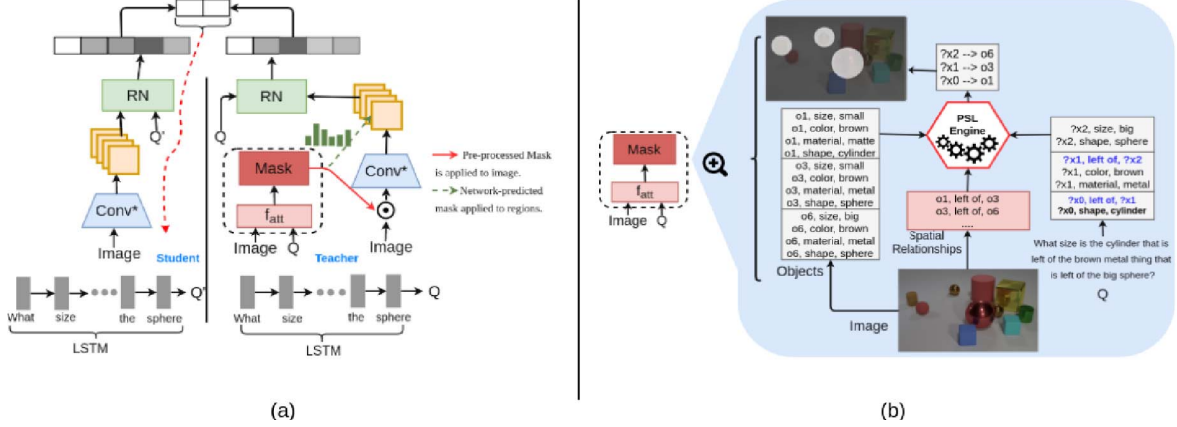 RN
Q'
Conv*
Image
Student
What size the sphere
Q'
LSTM
RN
Q
Mask
f_att
Image Q
Conv*
Image
Pre-processed Mask
is applied to image.
Network-predicted
mask applied to regions.
Teacher
What size the sphere
Q
LSTM
(a)
Mask
f_att
Image Q
?x2 --> o6
?x1 --> o3
?x0 --> o1
PSL
Engine
o1, size, small
o1, color, brown
o1, material, matte
o1, shape, cylinder
o3, size, small
o3, color, brown
o3, material, metal
o3, shape, sphere
o6, size, big
o6, color, brown
o6, material, metal
o6, shape, sphere
Objects
?x2, size, big
?x2, shape, sphere
?x1, left of, ?x2
?x1, color, brown
?x1, material, metal
?x0, left of, ?x1
?x0, shape, cylinder
o1, left of, o3
o3, left of, o6
....
Spatial
Relationships
What size is the cylinder that is
left of the brown metal thing that
is left of the big sphere?
Q
Image
(b)